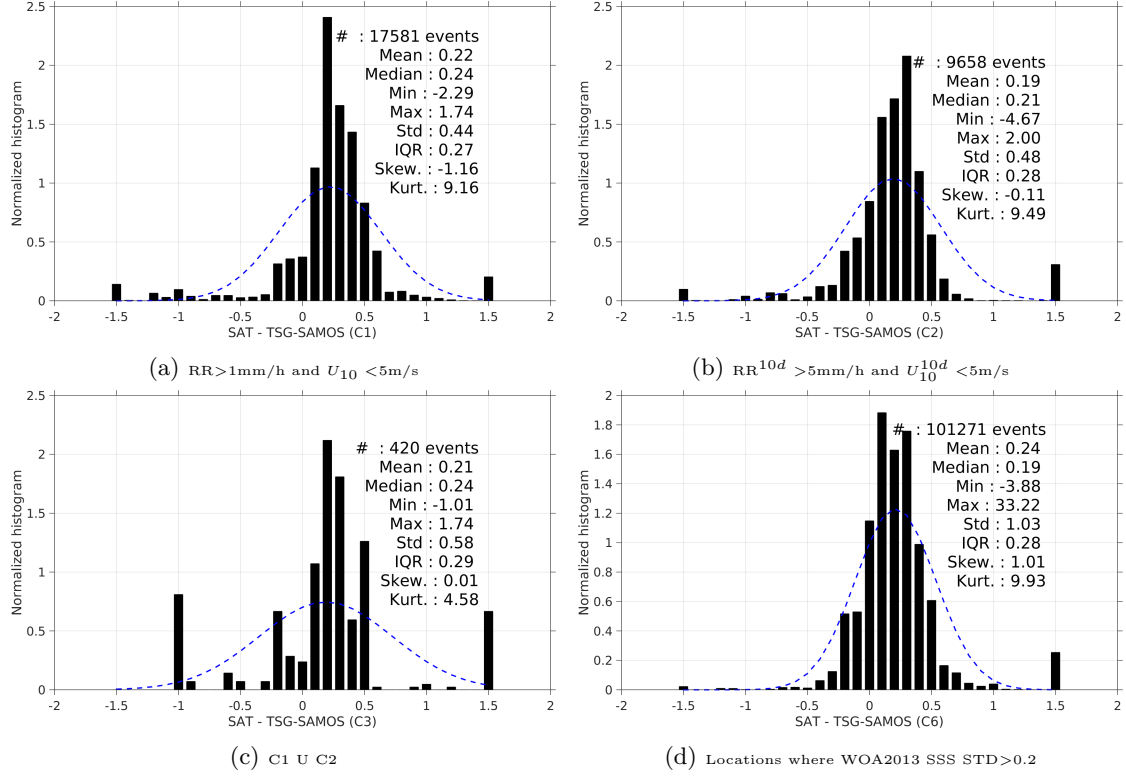 2.5
2
1.5
1
0.5
0
-2
-1.5
-1
-0.5
0
0.5
1
1.5
2
Normalized histogram
SAT - TSG-SAMOS (C1)
# : 17581 events
Mean : 0.22
Median : 0.24
Min : -2.29
Max : 1.74
Std : 0.44
IQR : 0.27
Skew. : -1.16
Kurt. : 9.16
(a) RR>1mm/h and U10 <5m/s
2.5
2
1.5
1
0.5
0
-2
-1.5
-1
-0.5
0
0.5
1
1.5
2
Normalized histogram
SAT - TSG-SAMOS (C2)
# : 9658 events
Mean : 0.19
Median : 0.21
Min : -4.67
Max : 2.00
Std : 0.48
IQR : 0.28
Skew. : -0.11
Kurt. : 9.49
(b) RR10d >5mm/h and U10d10 <5m/s
2.5
2
1.5
1
0.5
0
-2
-1.5
-1
-0.5
0
0.5
1
1.5
2
Normalized histogram
SAT - TSG-SAMOS (C3)
# : 420 events
Mean : 0.21
Median : 0.24
Min : -1.01
Max : 1.74
Std : 0.58
IQR : 0.29
Skew. : 0.01
Kurt. : 4.58
(c) C1 U C2
2
1.8
1.6
1.4
1.2
1
0.8
0.6
0.4
0.2
0
-2
-1.5
-1
-0.5
0
0.5
1
1.5
2
Normalized histogram
SAT - TSG-SAMOS (C6)
# : 101271 events
Mean : 0.24
Median : 0.19
Min : -3.88
Max : 33.22
Std : 1.03
IQR : 0.28
Skew. : 1.01
Kurt. : 9.93
(d) Locations where WOA2013 SSS STD>0.2